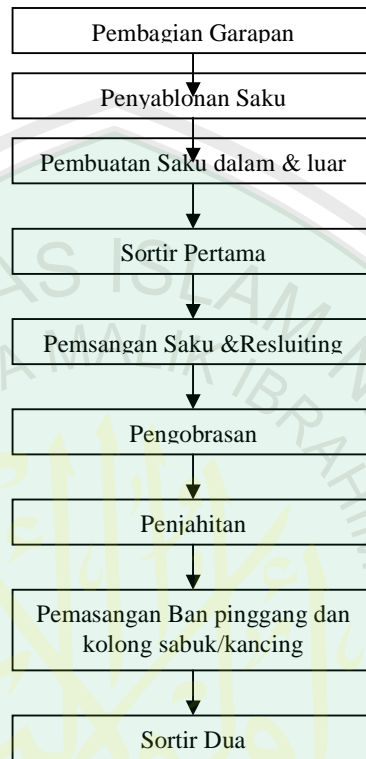 Pembagian Garapan
Penyablonan Saku
Pembuatan Saku dalam & luar
Sortir Pertama
Pemsangan Saku &Resluiting
Pengobrasan
Penjahitan
Pemasangan Ban pinggang dan
kolong sabuk/kancing
Sortir Dua